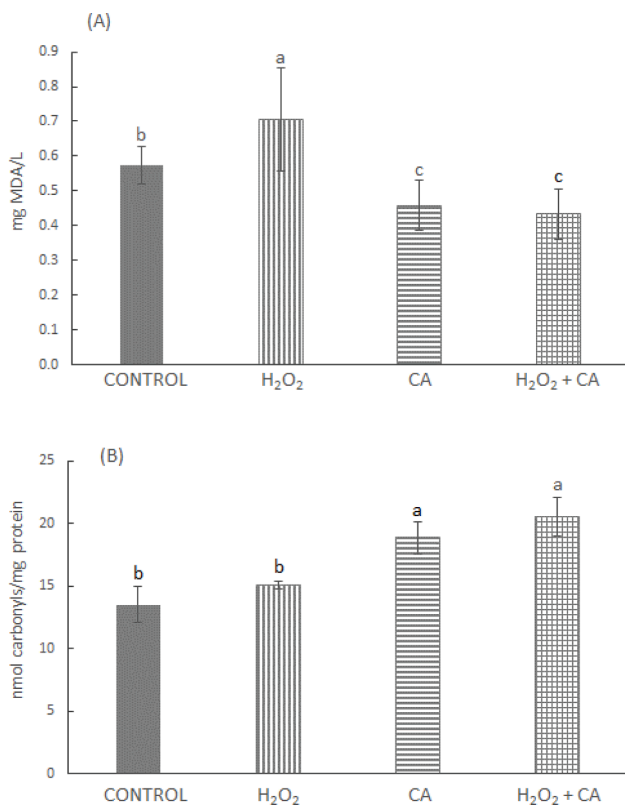 (A)
mg MDA/L
0.9
0.8
0.7
0.6
0.5
0.4
0.3
0.2
0.1
0.0
b
a
c
c
CONTROL
H₂O₂
CA
H₂O₂ + CA
(B)
nmol carbonyls/mg protein
25
20
15
10
5
0
b
b
a
a
CONTROL
H₂O₂
CA
H₂O₂ + CA